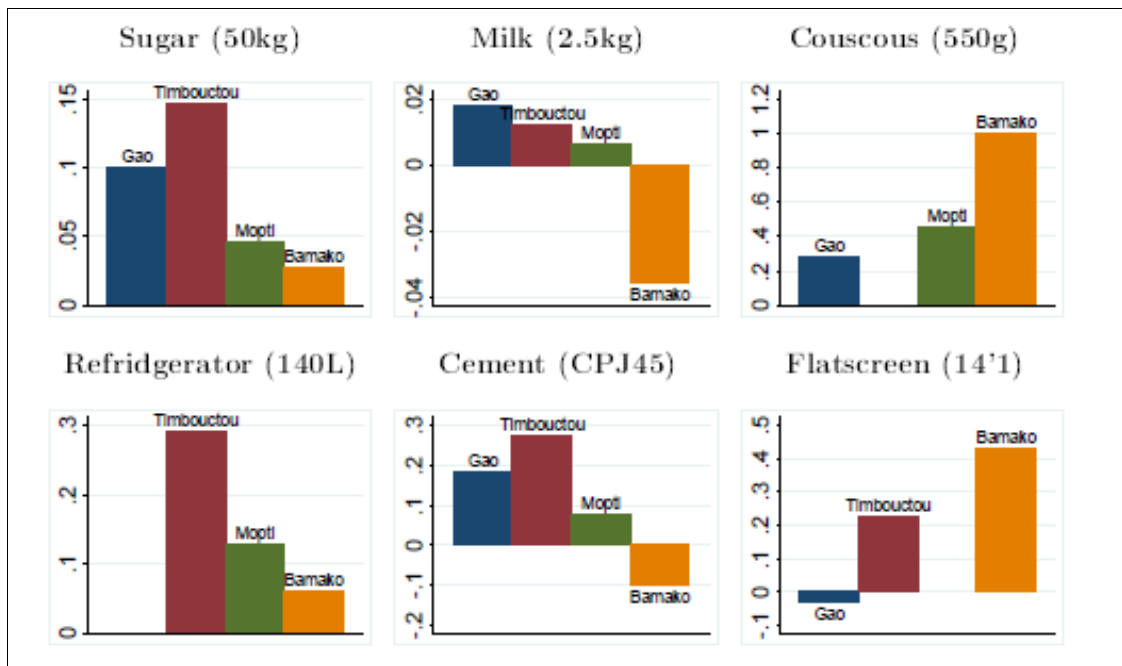 Sugar (50kg)
Milk (2.5kg)
Couscous (550g)
.15
.1
.05
0
Gao
Timbouctou
Mopti
Bamako
.02
0
-.02
-.04
Gao
Timbouctou
Mopti
Bamako
1.2
1
.8
.6
.4
.2
0
Gao
Mopti
Bamako
Refridgerator (140L)
Cement (CPJ45)
Flatscreen (14'1)
.3
.2
.1
0
Timbouctou
Mopti
Bamako
.3
.2
.1
0
-.1
-.2
Gao
Timbouctou
Mopti
Bamako
.5
.4
.3
.2
.1
0
-.1
Gao
Timbouctou
Bamako